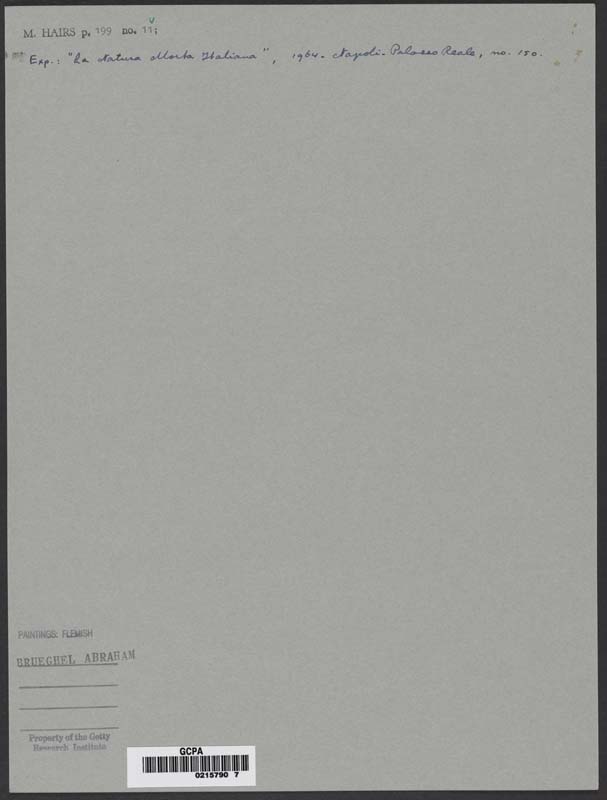 M. HAIRS p. 199 no. 11;
Exp.: "La Natura Morta Italiana", 1964. Napoli. Palazzo Reale, no. 150.
PAINTINGS: FLEMISH
BRUEGHEL ABRAHAM
Property of the Getty
Research Institute
GCPA
0215790 7